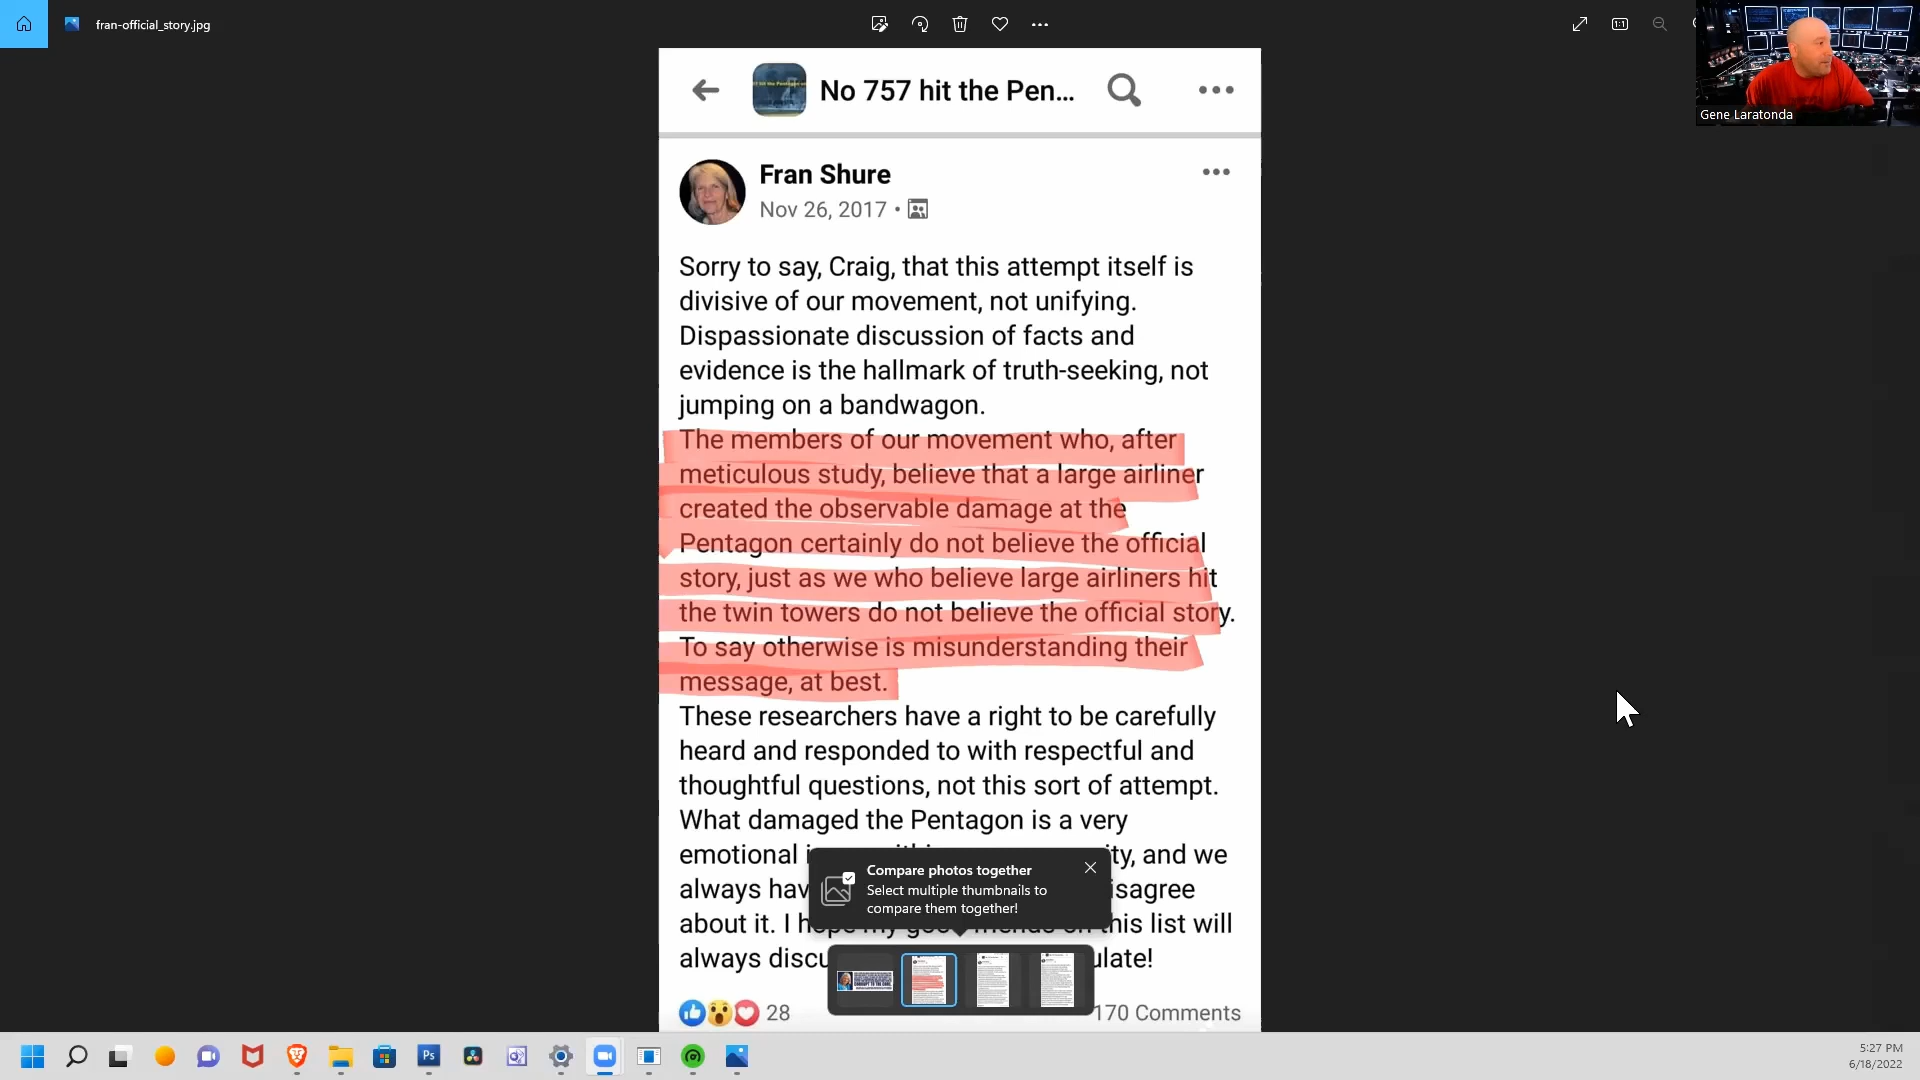 fran-official_story.jpg
Gene Laratonda
No 757 hit the Pen...
Fran Shure
Nov 26, 2017 •
Sorry to say, Craig, that this attempt itself is
divisive of our movement, not unifying.
Dispassionate discussion of facts and
evidence is the hallmark of truth-seeking, not
jumping on a bandwagon.
The members of our movement who, after
meticulous study, believe that a large airliner
created the observable damage at the
Pentagon certainly do not believe the official
story, just as we who believe large airliners hit
the twin towers do not believe the official story.
To say otherwise is misunderstanding their
message, at best.
These researchers have a right to be carefully
heard and responded to with respectful and
thoughtful questions, not this sort of attempt.
What damaged the Pentagon is a very
emotional and we
always
about it. I this list will
always
Compare photos together
Select multiple thumbnails to
compare them together!
28
170 Comments
Ps
5:27 PM
6/18/2022